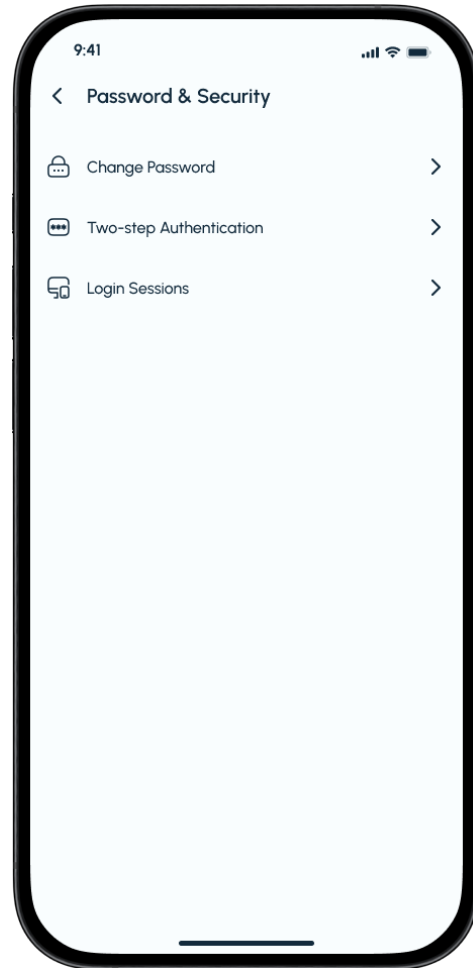 9:41
Password & Security
Change Password
Two-step Authentication
Login Sessions